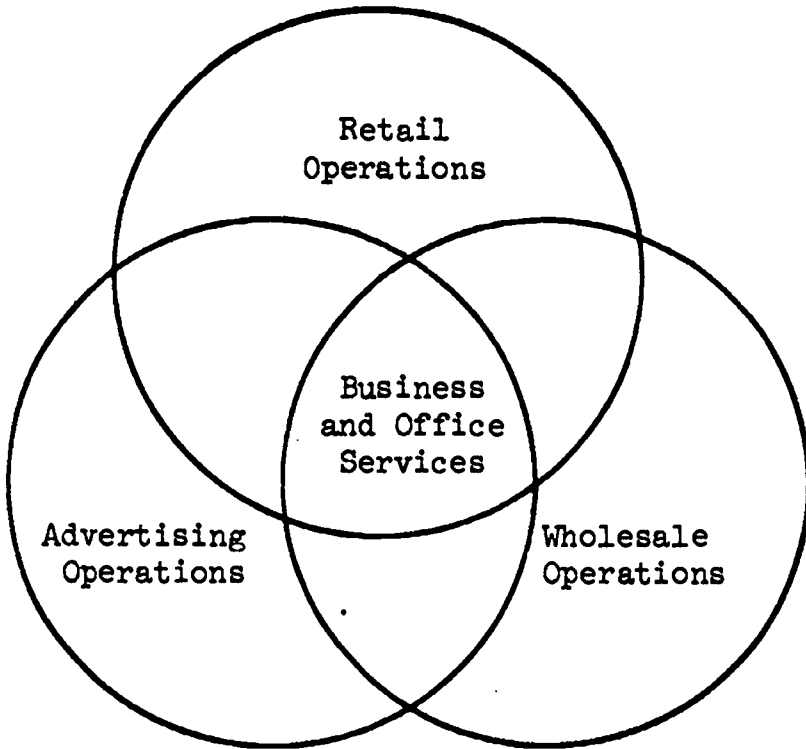 Retail
Operations
Business
and Office
Services
Advertising
Operations
Wholesale
Operations